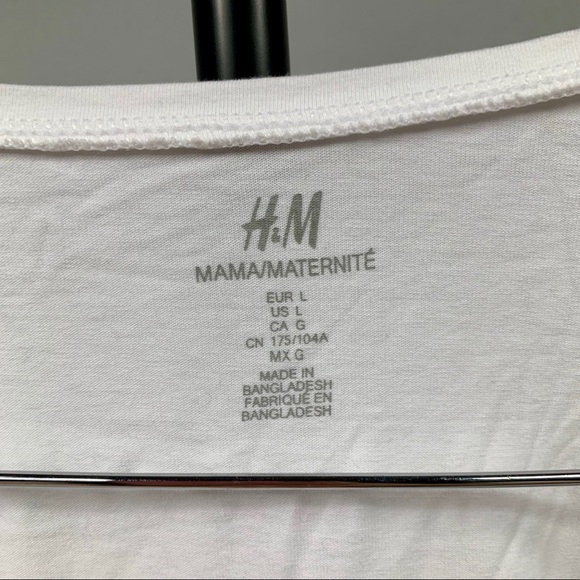 H&M
MAMA/MATERNITÉ
EUR L
US L
CA G
CN 175/104A
MX G
MADE IN
BANGLADESH
FABRIQUÉ EN
BANGLADESH